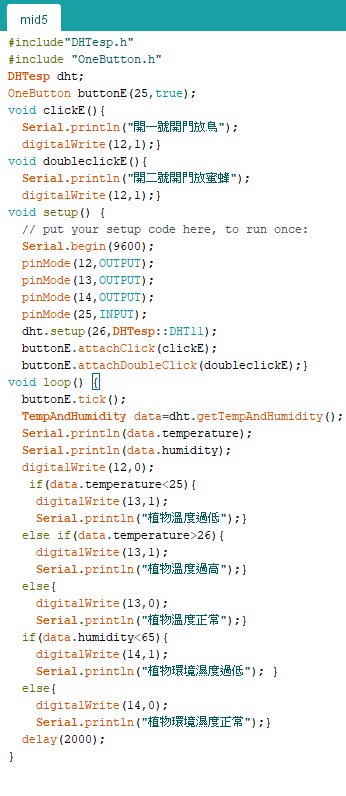 mid5
#include"DHTesp.h"
#include "OneButton.h"
DHTesp dht;
OneButton buttonE(25,true);
void clickE(){
  Serial.println("開一號開門放鳥");
  digitalWrite(12,1);}
void doubleclickE(){
  Serial.println("開二號開門放蜜蜂");
  digitalWrite(12,1);}
void setup() {
  // put your setup code here, to run once:
  Serial.begin(9600);
  pinMode(12,OUTPUT);
  pinMode(13,OUTPUT);
  pinMode(14,OUTPUT);
  pinMode(25,INPUT);
  dht.setup(26,DHTesp::DHT11);
  buttonE.attachClick(clickE);
  buttonE.attachDoubleClick(doubleclickE);}
void loop() {
  buttonE.tick();
  TempAndHumidity data=dht.getTempAndHumidity();
  Serial.println(data.temperature);
  Serial.println(data.humidity);
  digitalWrite(12,0);
   if(data.temperature<25){
    digitalWrite(13,1);
    Serial.println("植物溫度過低");}
  else if(data.temperature>26){
    digitalWrite(13,1);
    Serial.println("植物溫度過高");}
  else{
    digitalWrite(13,0);
    Serial.println("植物溫度正常");}
  if(data.humidity<65){
    digitalWrite(14,1);
    Serial.println("植物環境濕度過低"); }
  else{
    digitalWrite(14,0);
    Serial.println("植物環境濕度正常");}
  delay(2000);
}